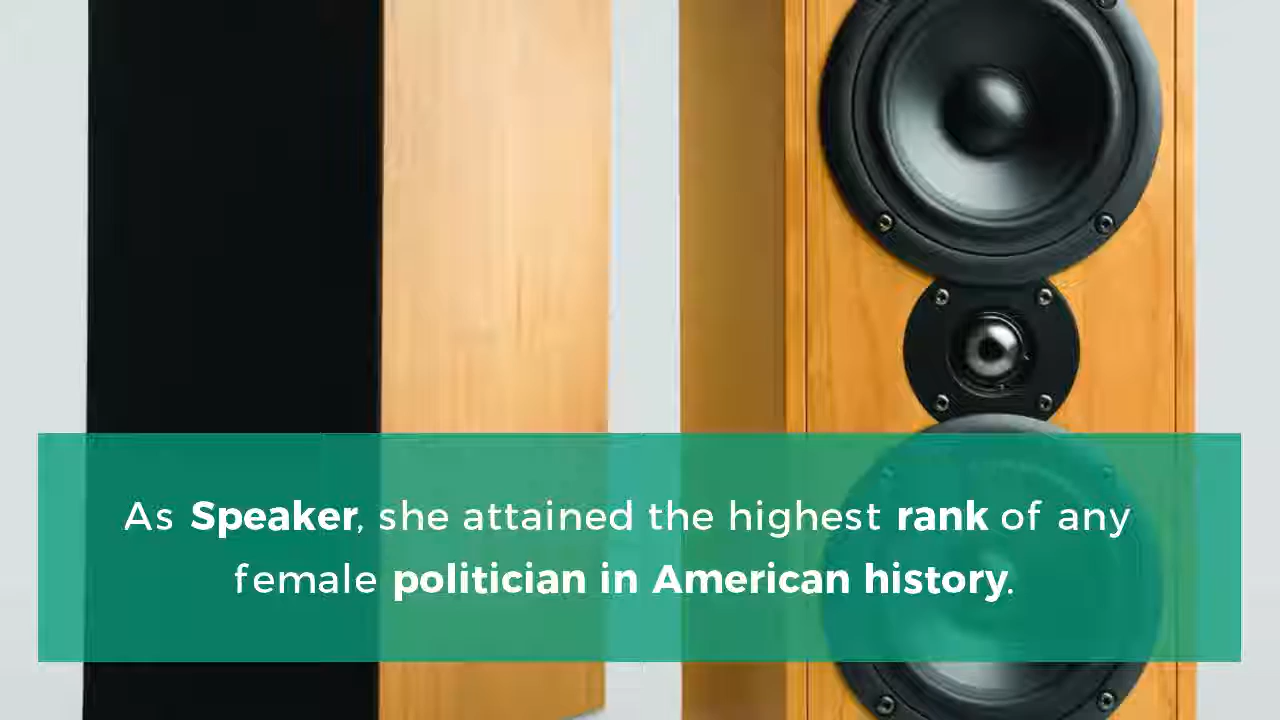 As Speaker, she attained the highest rank of any
female politician in American history.